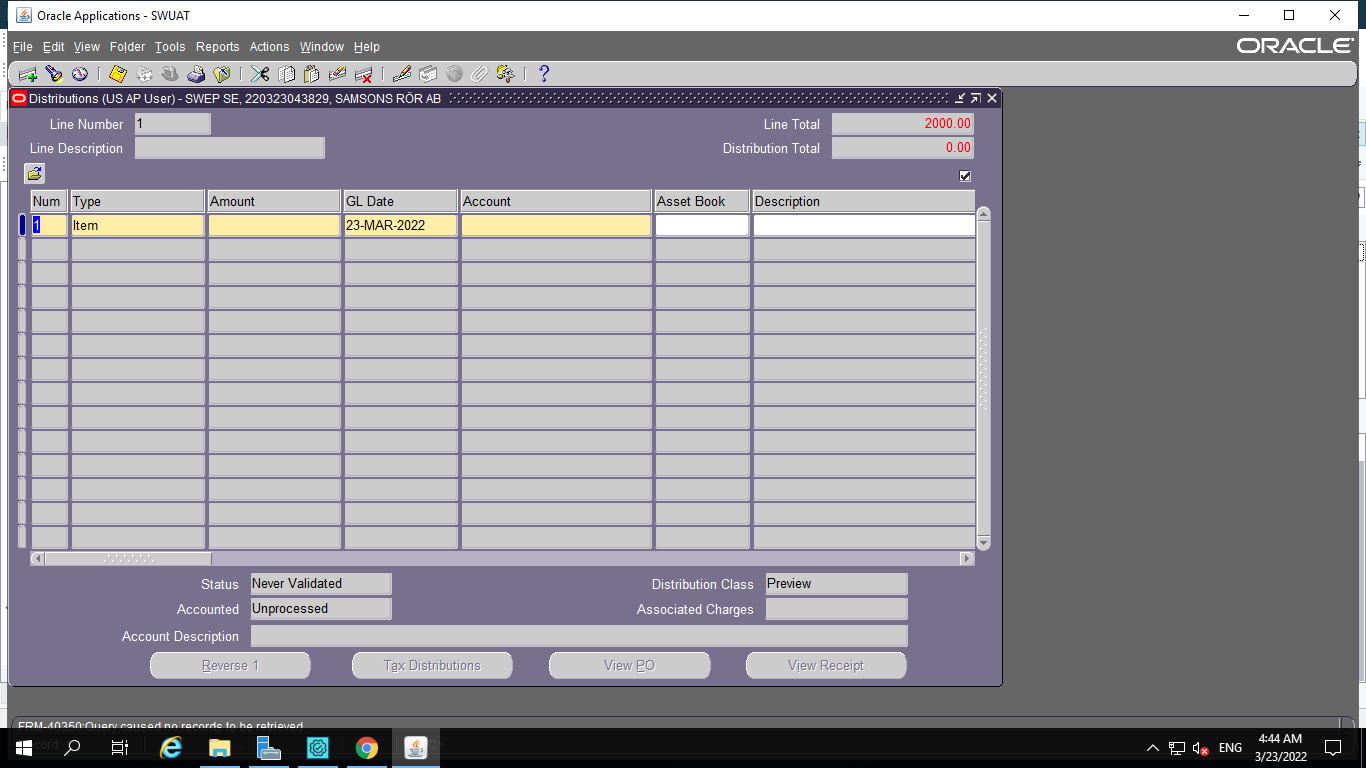 Oracle Applications - SWUAT
File Edit View Folder Tools Reports Actions Window Help
ORACLE
Distributions (US AP User) - SWEP SE, 220323043829, SAMSONS RÖR AB
Line Number 1 Line Total 2000.00
Line Description Distribution Total 0.00
Num Type Amount GL Date Account Asset Book Description
1 Item 23-MAR-2022
Status Never Validated Distribution Class Preview
Accounted Unprocessed Associated Charges
Account Description
Reverse 1 Tax Distributions View PO View Receipt
FRM-40350:Query caused no records to be retrieved.
ENG
4:44 AM
3/23/2022